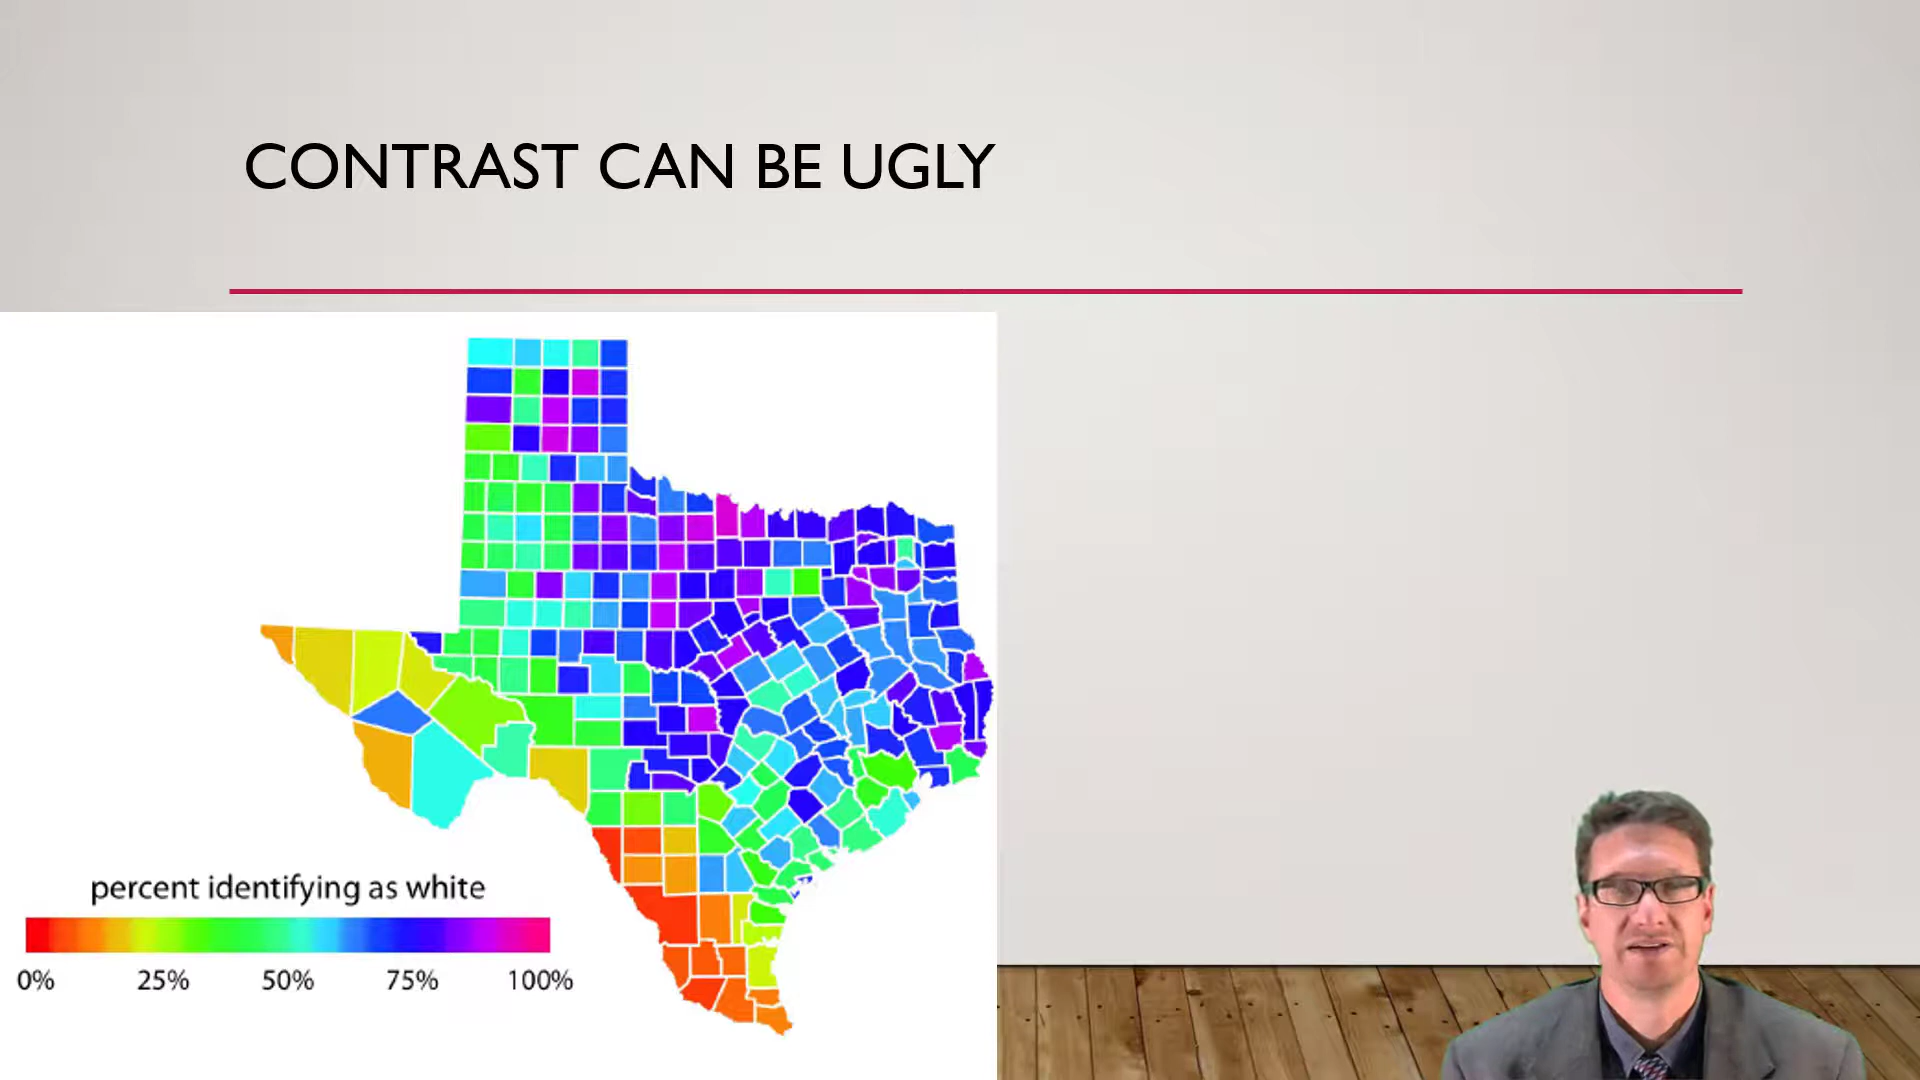 CONTRAST CAN BE UGLY
percent identifying as white
0% 25% 50% 75% 100%